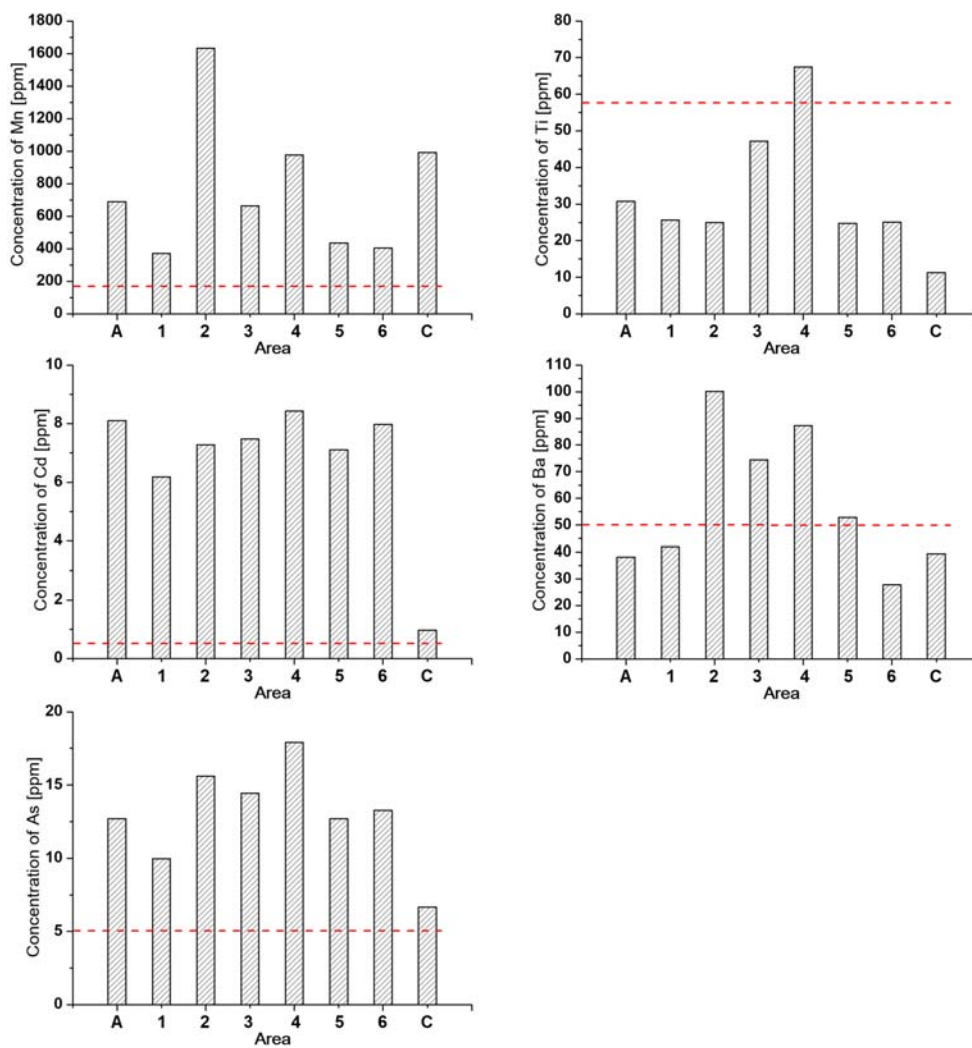 Concentration of Mn [ppm]
1800
1600
1400
1200
1000
800
600
400
200
0
A 1 2 3 4 5 6 C
Area
Concentration of Ti [ppm]
80
70
60
50
40
30
20
10
0
A 1 2 3 4 5 6 C
Area
Concentration of Cd [ppm]
10
8
6
4
2
0
A 1 2 3 4 5 6 C
Area
Concentration of Ba [ppm]
110
100
90
80
70
60
50
40
30
20
10
0
A 1 2 3 4 5 6 C
Area
Concentration of As [ppm]
20
15
10
5
0
A 1 2 3 4 5 6 C
Area